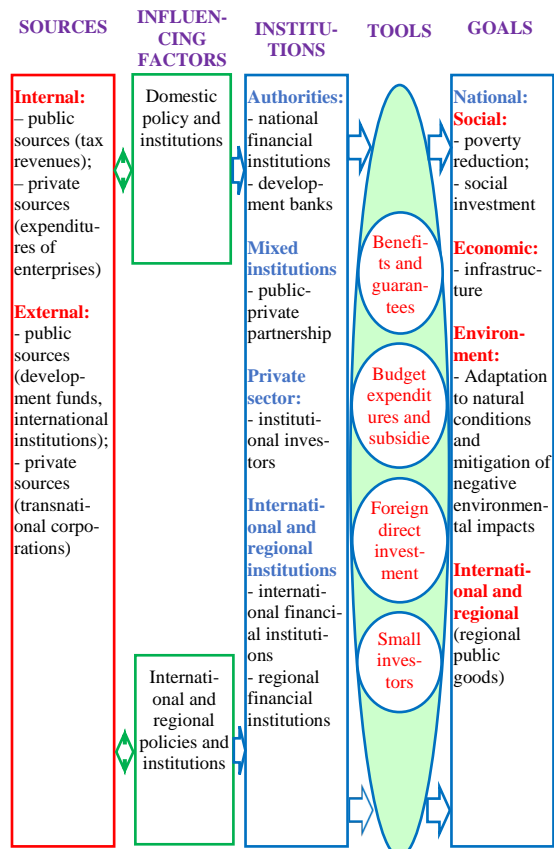 SOURCES
INFLUEN-
CING
FACTORS
INSTITU-
TIONS
TOOLS
GOALS
Internal:
– public
sources (tax
revenues);
– private
sources
(expenditu-
res of
enterprises)
External:
- public
sources
(develop-
ment funds,
international
institutions);
- private
sources
(transnati-
onal corpo-
rations)
Domestic
policy and
institutions
Internati-
onal and
regional
policies and
institutions
Authorities:
- national
financial
institutions
- develop-
ment banks
Mixed
institutions
- public-
private
partnership
Private
sector:
- instituti-
onal inves-
tors
Internati-
onal and
regional
institutions
- internati-
onal financi-
al instituti-
ons
- regional
financial
institutions
Benefi-
ts and
guaran-
tees
Budget
expendit
ures and
subsidie
Foreign
direct
invest-
ment
Small
inves-
tors
National:
Social:
- poverty
reduction;
- social
investment
Economic:
- infrastruc-
ture
Environ-
ment:
- Adaptation
to natural
conditions
and
mitigation of
negative
environmen-
tal impacts
Internati-
onal and
regional
(regional
public
goods)